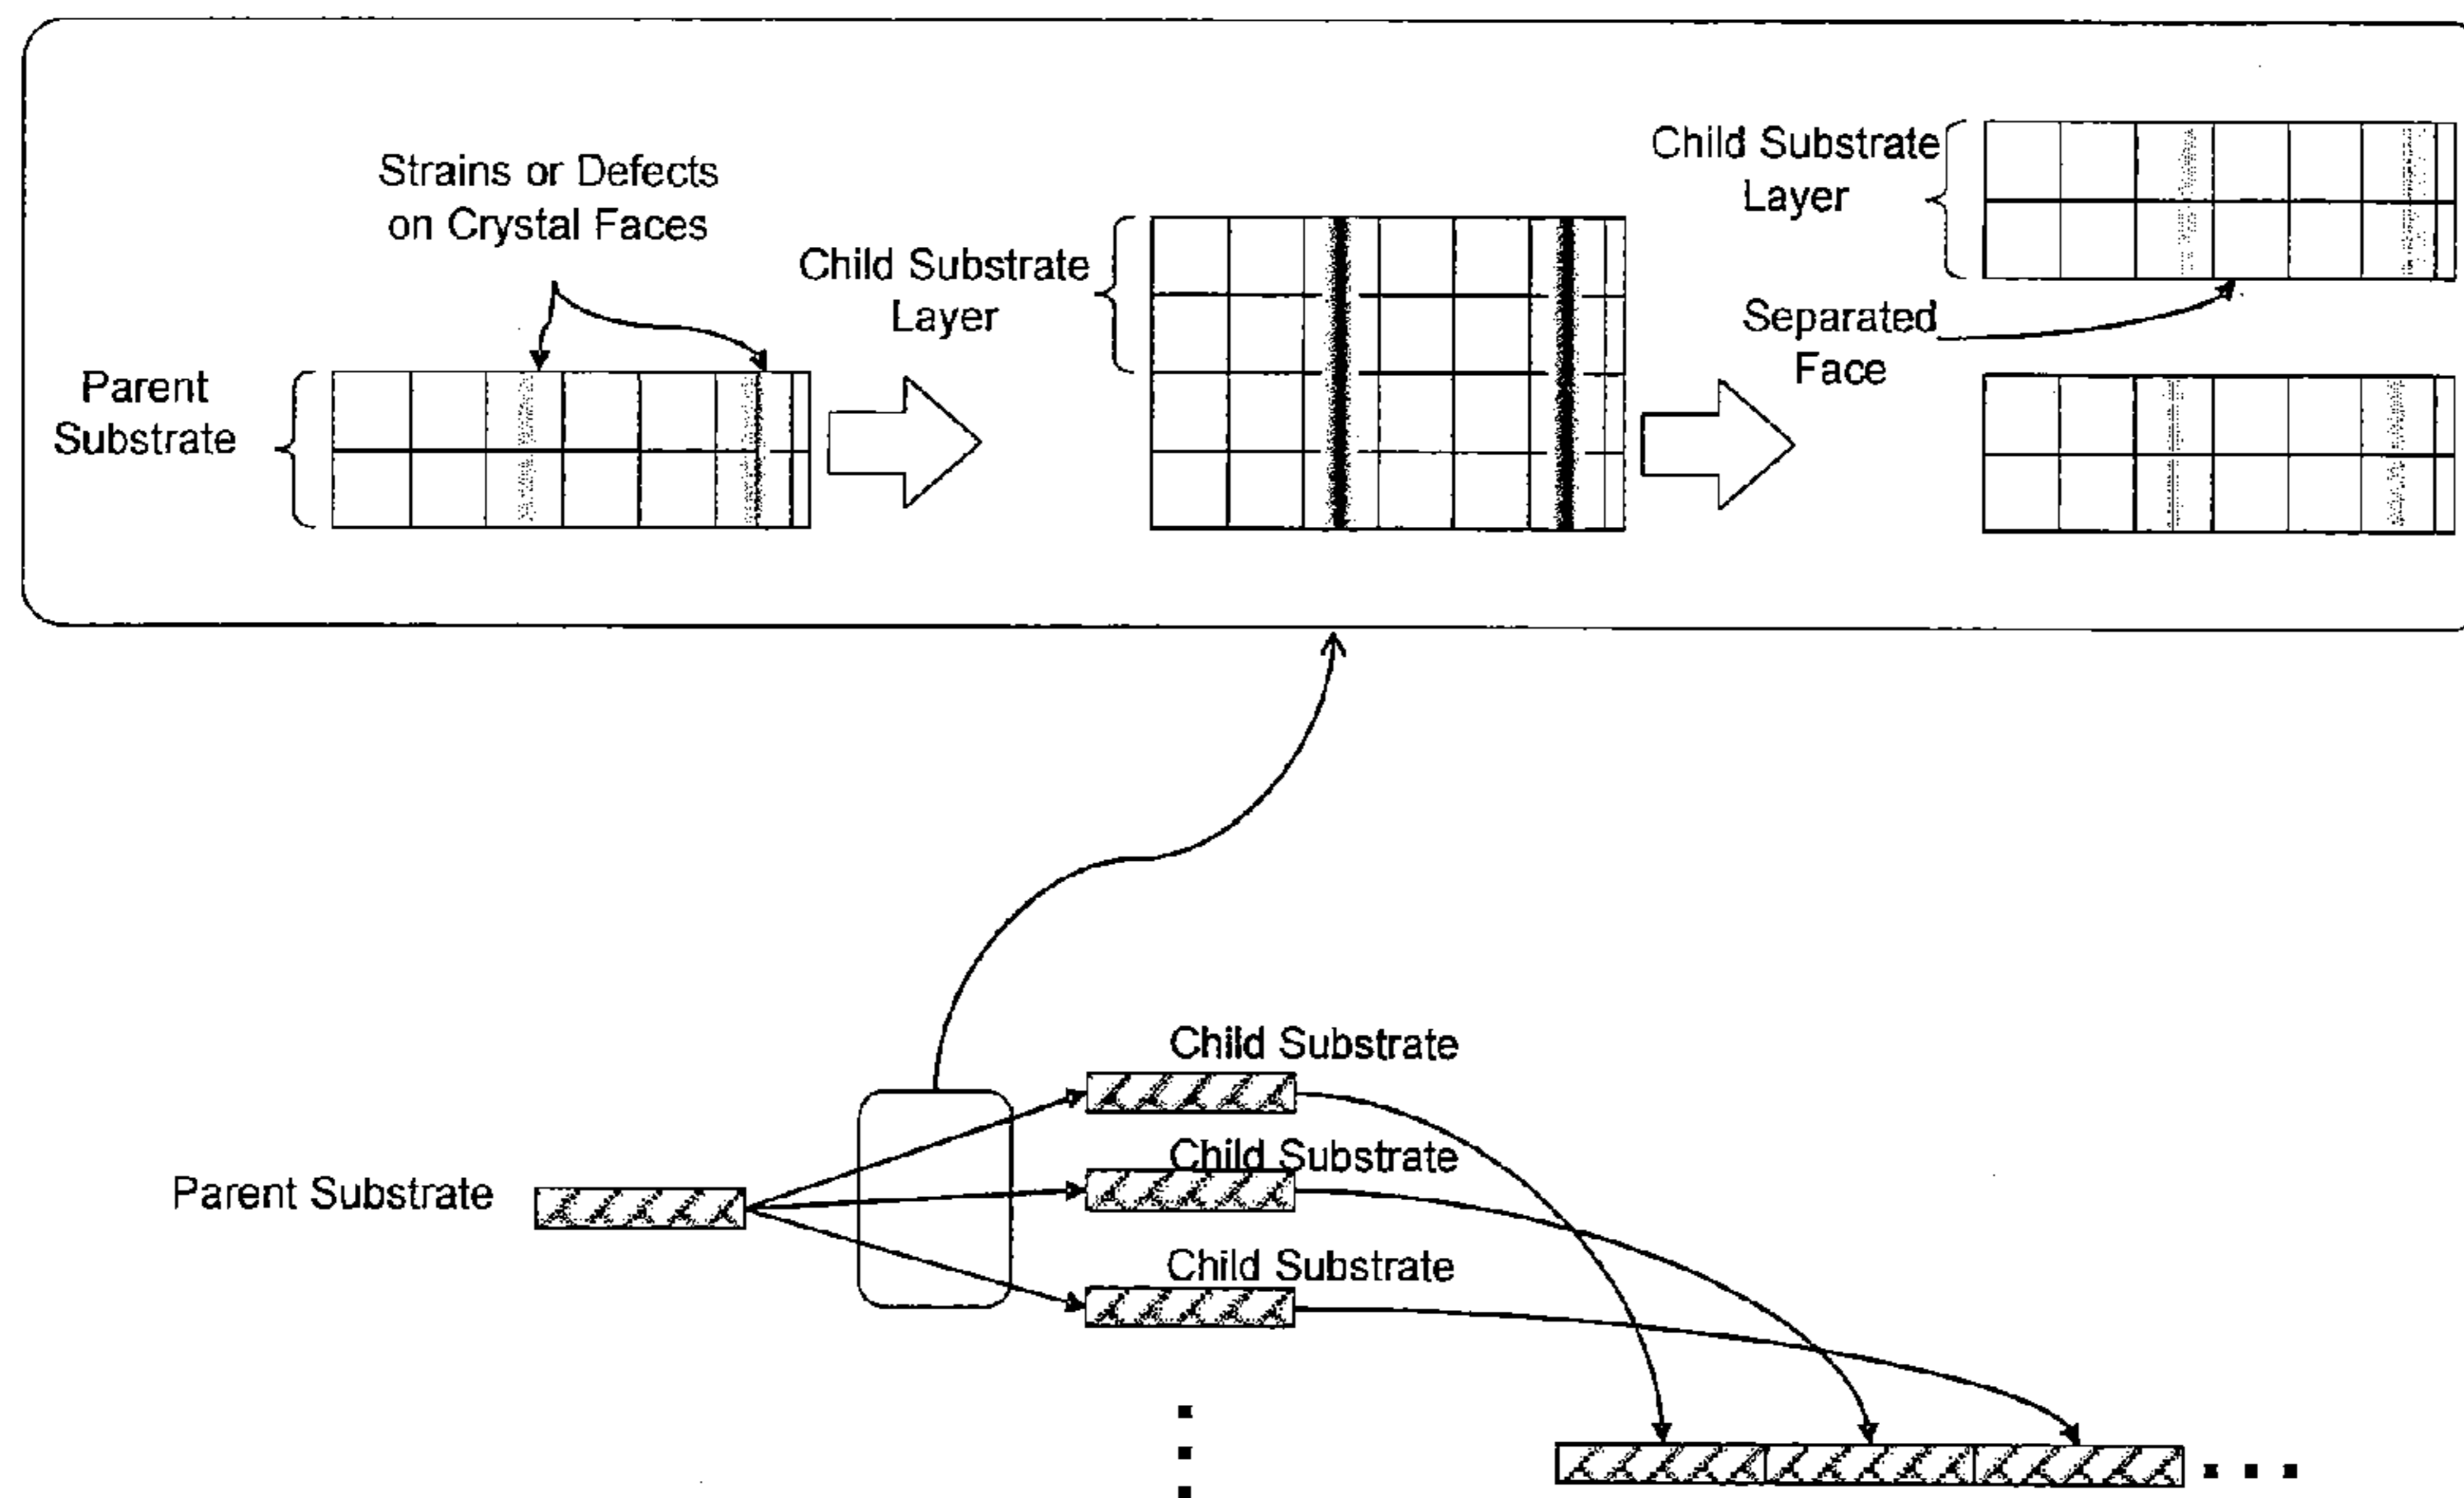 Strains or Defects
on Crystal Faces
Parent
Substrate
Child Substrate
Layer
Child Substrate
Layer
Separated
Face
Child Substrate
Child Substrate
Parent Substrate
Child Substrate